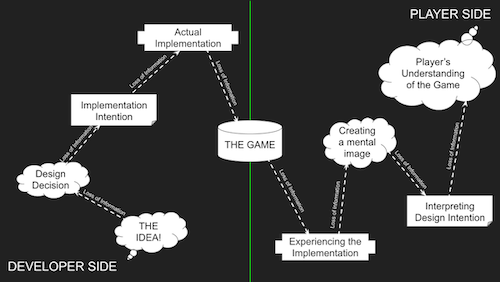 PLAYER SIDE
Actual
Implementation
Loss of Information
Loss of Information
Implementation
Intention
Loss of Information
Design
Decision
Loss of Information
THE
IDEA!
DEVELOPER SIDE
THE GAME
Loss of Information
Experiencing the
Implementation
Loss of Information
Creating
a mental
image
Loss of Information
Interpreting
Design Intention
Loss of Information
Player's
Understanding
of the Game